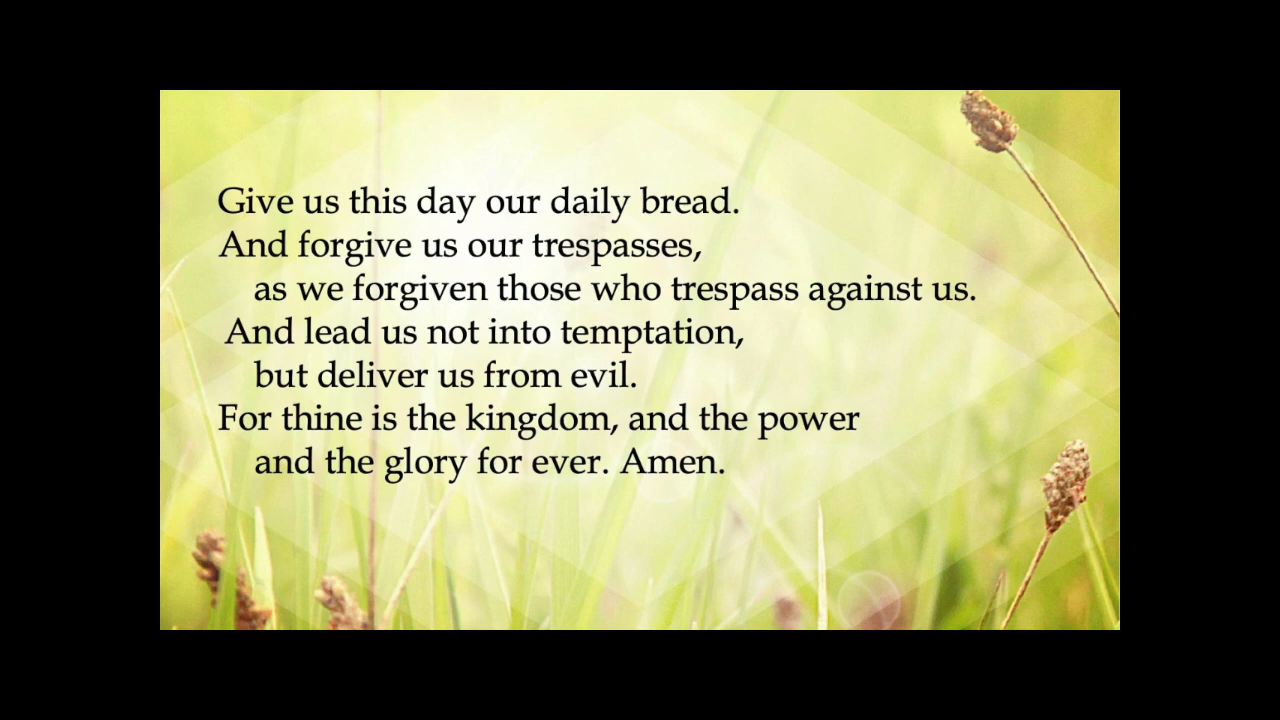 Give us this day our daily bread.
And forgive us our trespasses,
as we forgiven those who trespass against us.
And lead us not into temptation,
but deliver us from evil.
For thine is the kingdom, and the power
and the glory for ever. Amen.